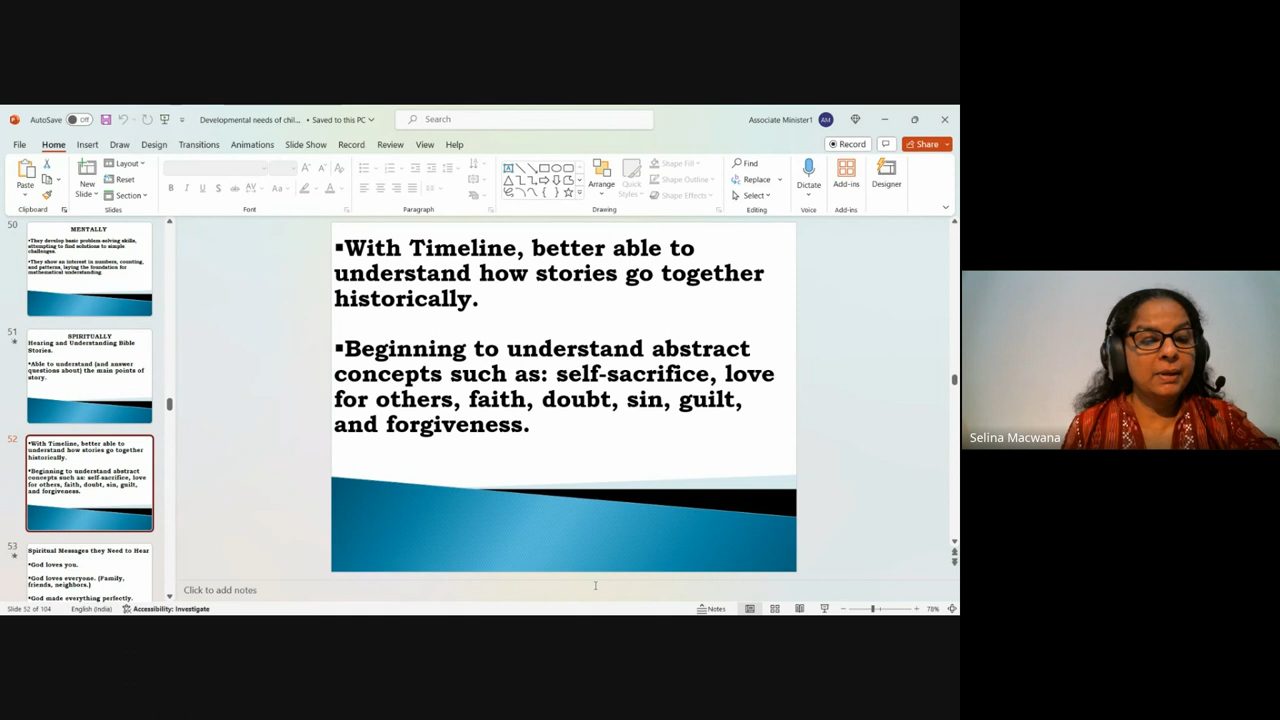 AutoSave Off Developmental needs of chil... • Saved to this PC Search Associate Minister1 AM
File Home Insert Draw Design Transitions Animations Slide Show Record Review View Help Record Share
Paste
New
Slide
Layout
Reset
Section
B I U S ab AV Aa A
Arrange
Quick
Styles
Shape Fill
Shape Outline
Shape Effects
Find
Replace
Select
Dictate
Add-ins
Designer
Clipboard Slides Font Paragraph Drawing Editing Voice Add-ins
50
MENTALLY
▪They develop basic problem-solving skills,
attempting to find solutions to simple
challenges.
▪They show an interest in numbers, counting,
and patterns, laying the foundation for
mathematical understanding.
51
SPIRITUALLY
Hearing and Understanding Bible
Stories.
▪Able to understand (and answer
questions about) the main points of
story.
52
▪With Timeline, better able to
understand how stories go together
historically.
▪Beginning to understand abstract
concepts such as: self-sacrifice, love
for others, faith, doubt, sin, guilt,
and forgiveness.
53
Spiritual Messages they Need to Hear
▪God loves you.
▪God loves everyone. (Family,
friends, neighbors.)
▪God made everything perfectly.
▪With Timeline, better able to
understand how stories go together
historically.
▪Beginning to understand abstract
concepts such as: self-sacrifice, love
for others, faith, doubt, sin, guilt,
and forgiveness.
Click to add notes
Slide 52 of 104 English (India) Accessibility: Investigate Notes 78%
Selina Macwana